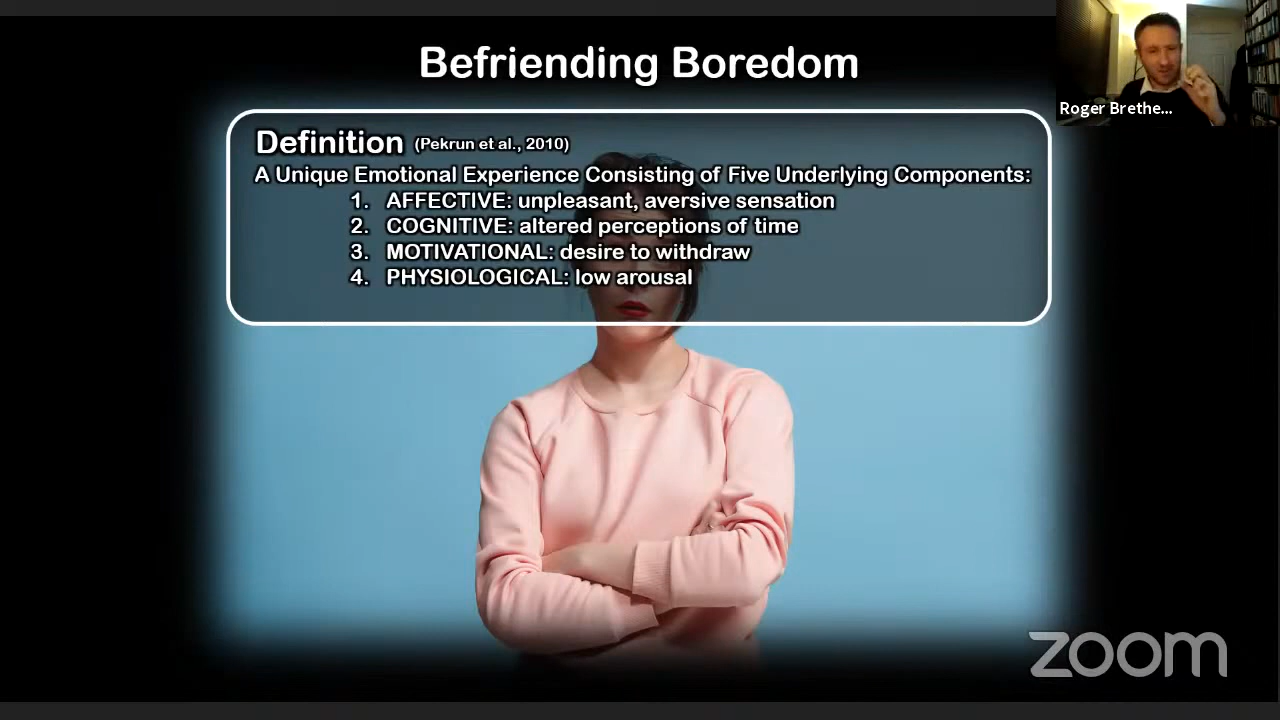 Befriending Boredom
Definition (Pekrun et al., 2010)
A Unique Emotional Experience Consisting of Five Underlying Components:
1. AFFECTIVE: unpleasant, aversive sensation
2. COGNITIVE: altered perceptions of time
3. MOTIVATIONAL: desire to withdraw
4. PHYSIOLOGICAL: low arousal
Roger Brethe...
zoom